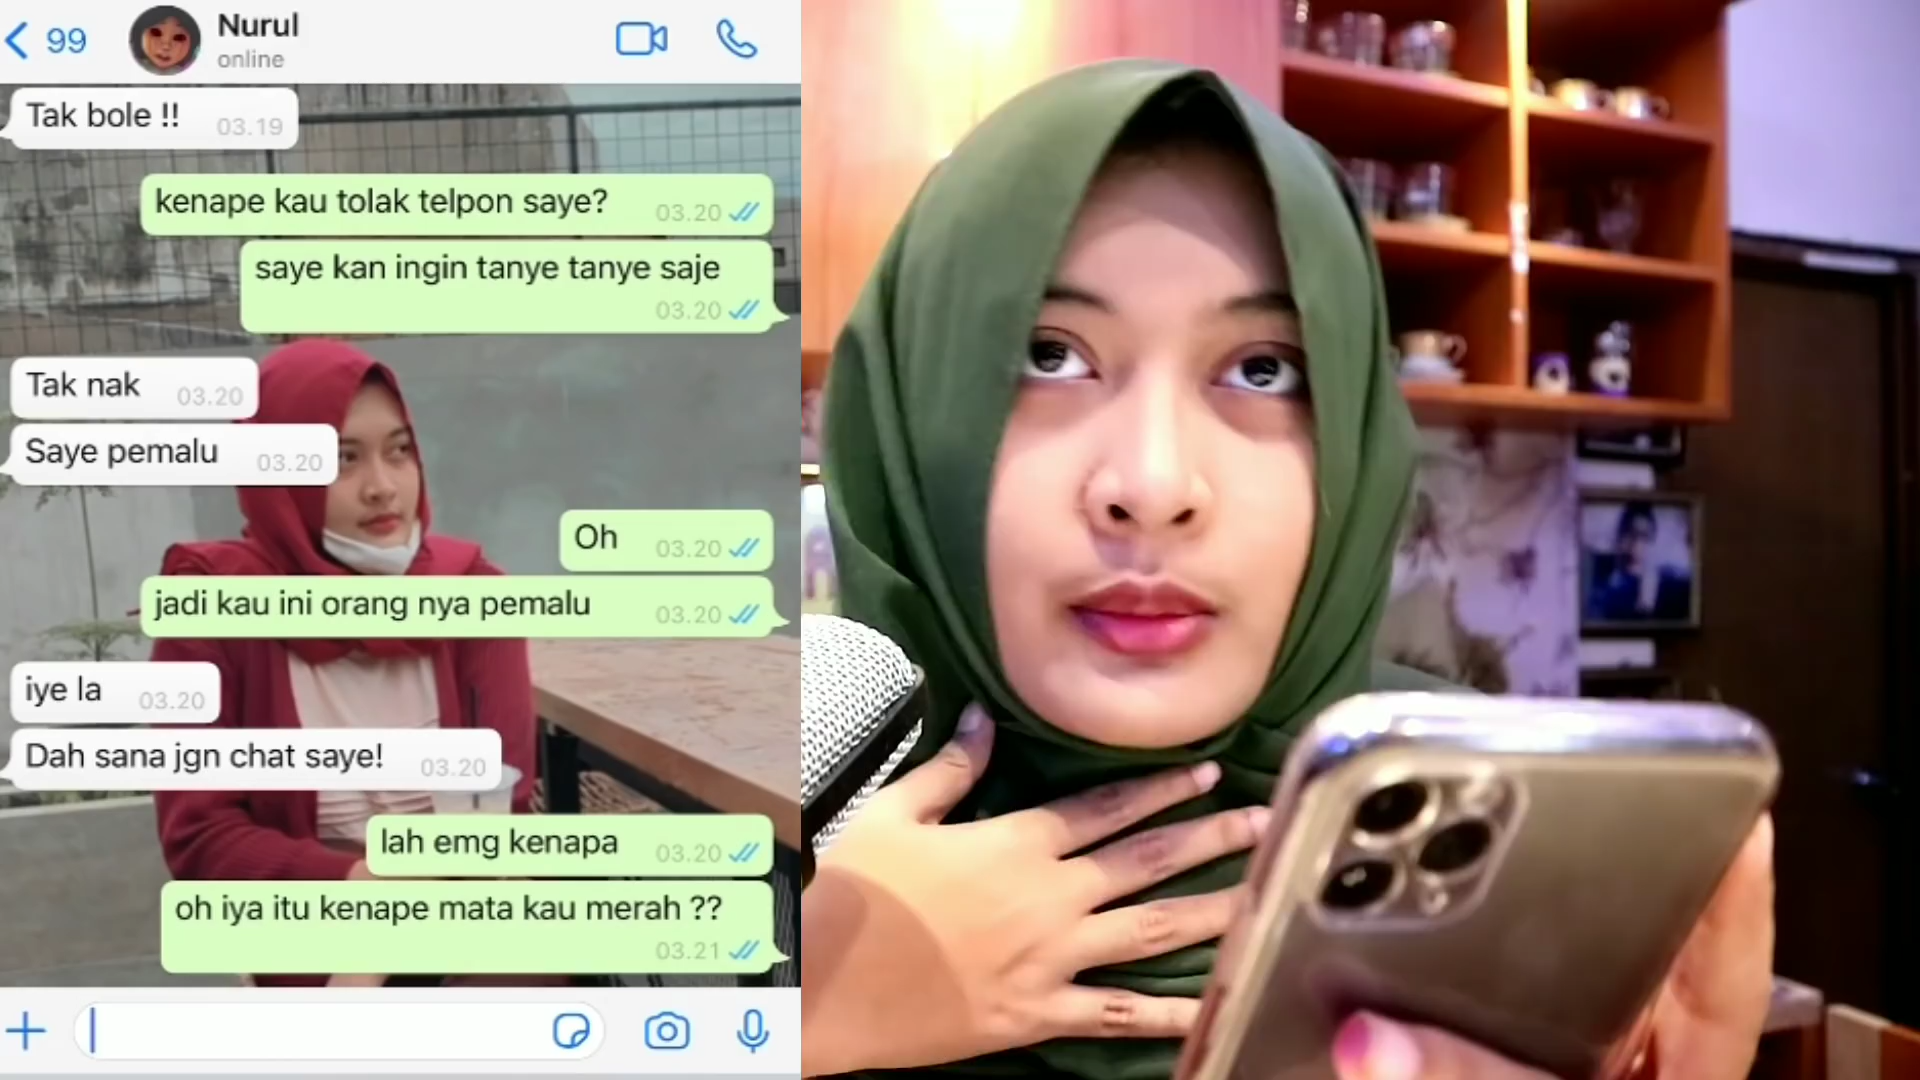 99
Nurul
online
Tak bole !! 03.19
kenape kau tolak telpon saye? 03.20
saye kan ingin tanye tanye saje
03.20
Tak nak 03.20
Saye pemalu 03.20
Oh 03.20
jadi kau ini orang nya pemalu 03.20
iye la 03.20
Dah sana jgn chat saye! 03.20
lah emg kenapa 03.20
oh iya itu kenape mata kau merah ??
03.21